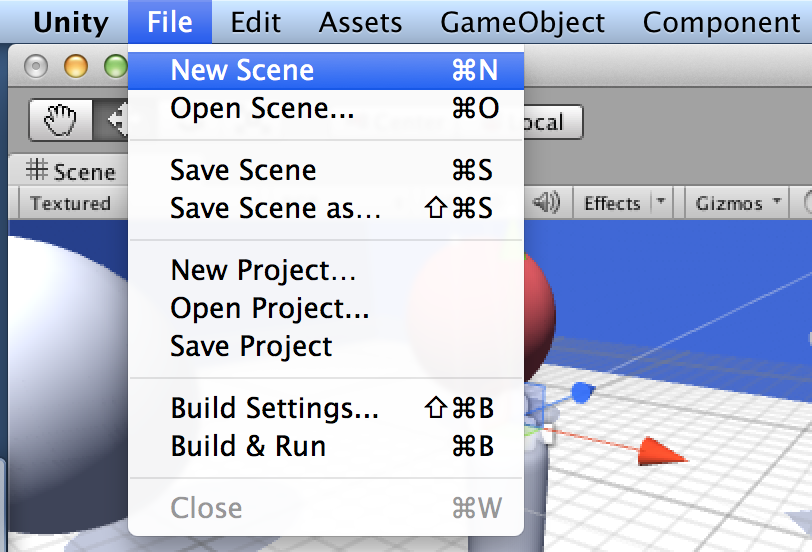 Unity File Edit Assets GameObject Component
New Scene ⌘N
Open Scene... ⌘O
ocal
Save Scene ⌘S
Scene
Save Scene as... ⇧⌘S
Textured Effects Gizmos
New Project...
Open Project...
Save Project
Build Settings... ⇧⌘B
Build & Run ⌘B
Close ⌘W